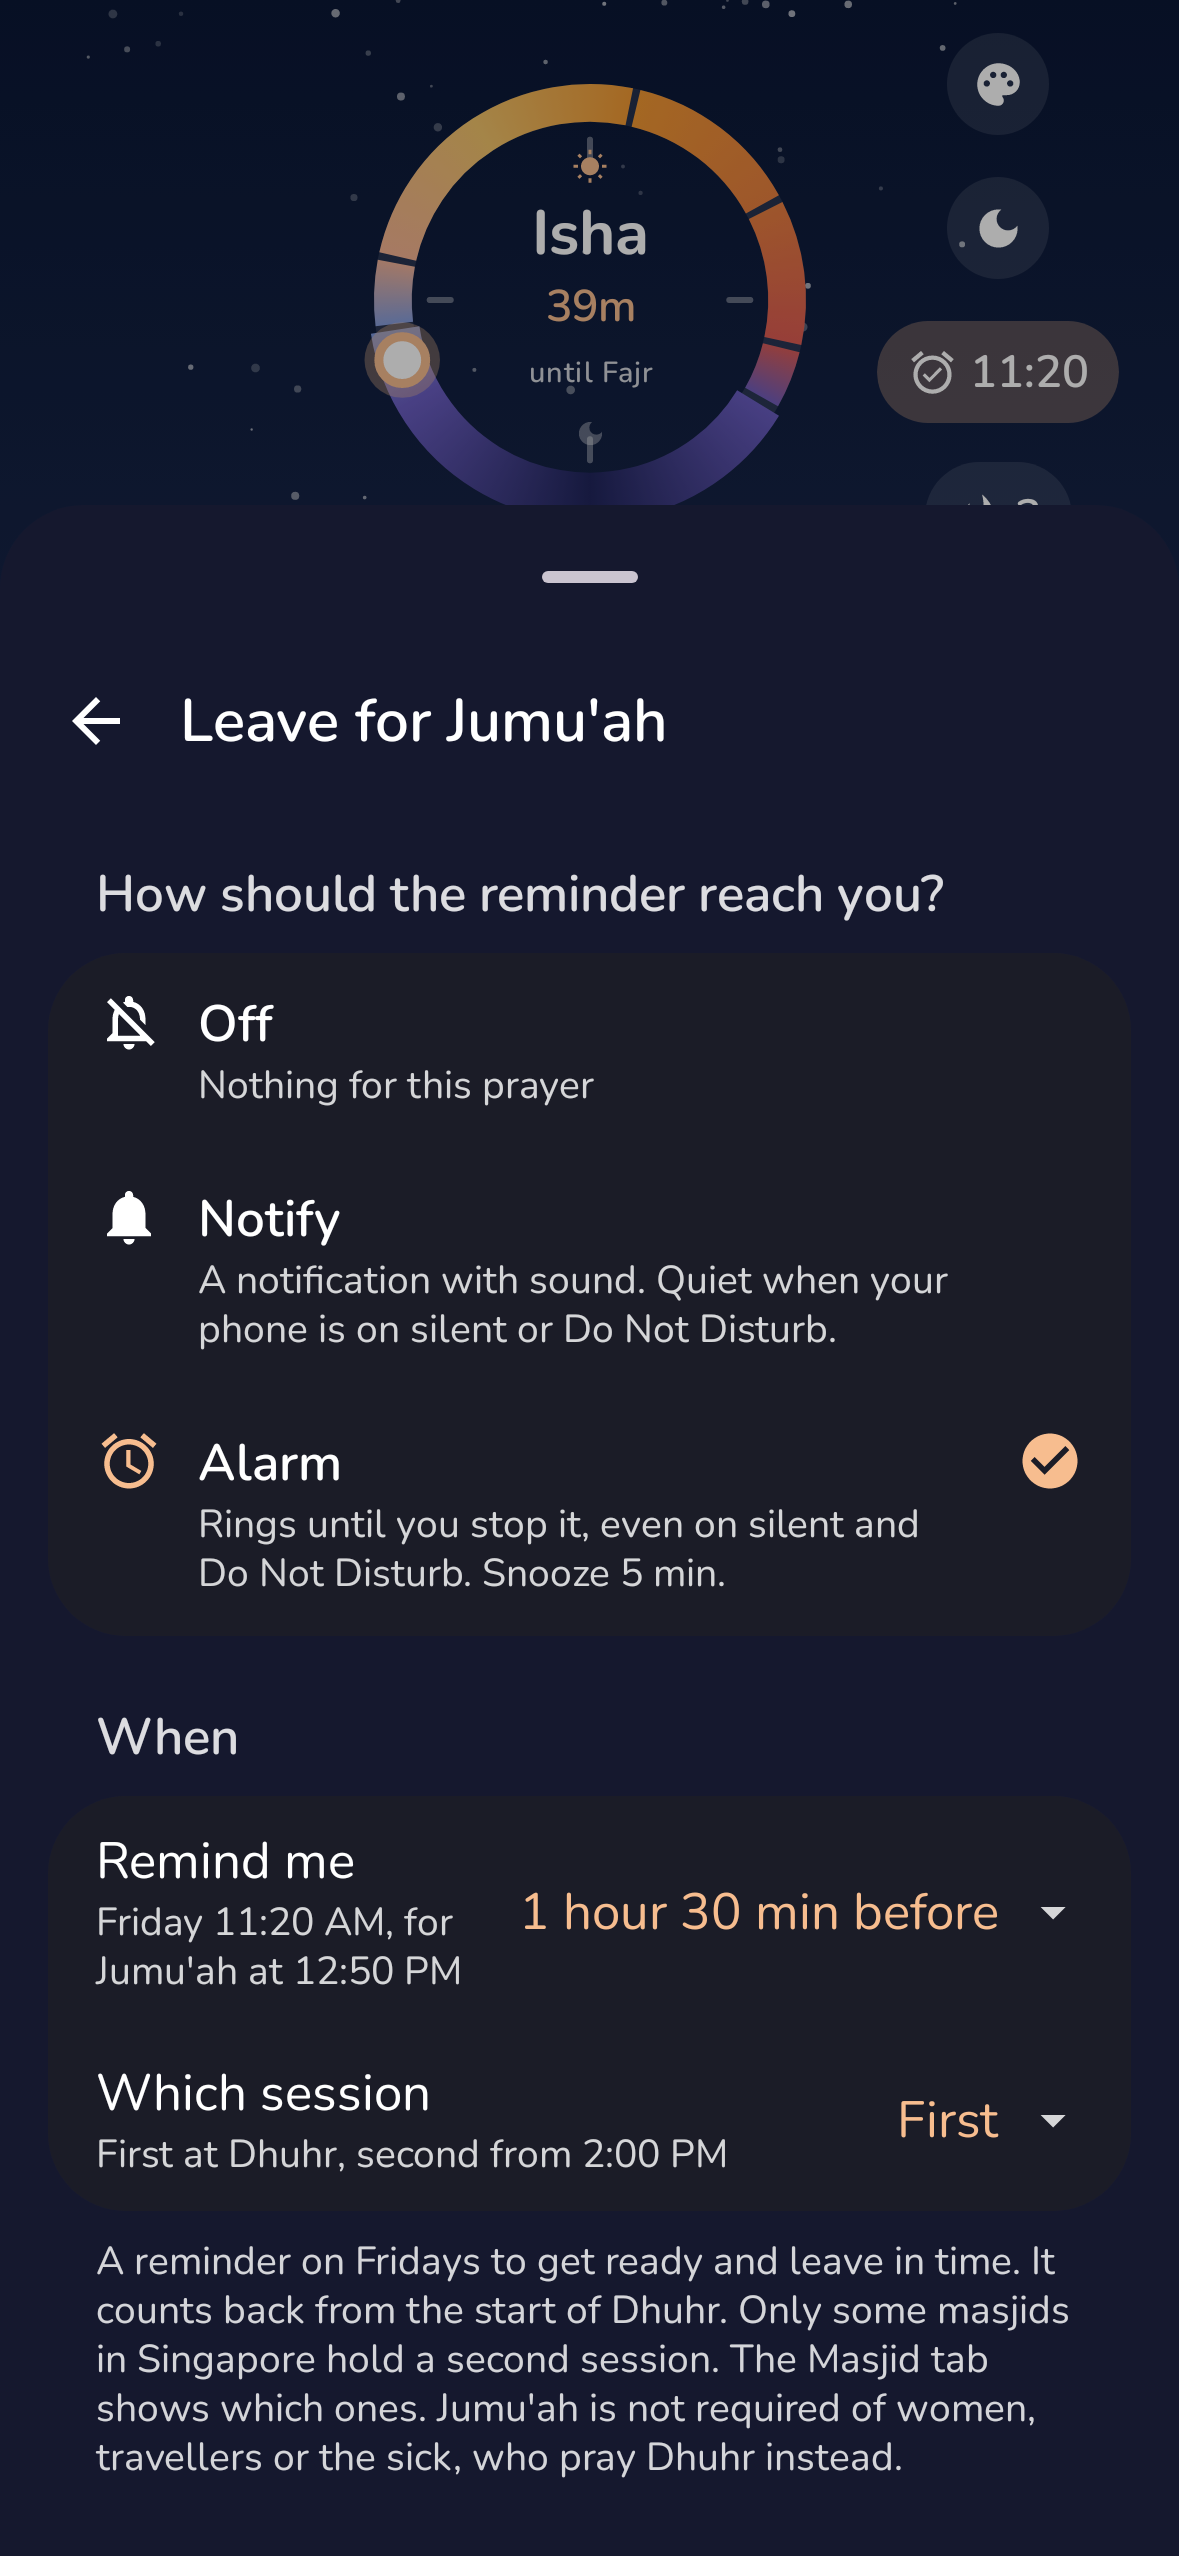 Isha
39m
until Fajr
11:20
Leave for Jumu'ah
How should the reminder reach you?
Off
Nothing for this prayer
Notify
A notification with sound. Quiet when your
phone is on silent or Do Not Disturb.
Alarm
Rings until you stop it, even on silent and
Do Not Disturb. Snooze 5 min.
When
Remind me
Friday 11:20 AM, for
Jumu'ah at 12:50 PM
1 hour 30 min before
Which session
First at Dhuhr, second from 2:00 PM
First
A reminder on Fridays to get ready and leave in time. It
counts back from the start of Dhuhr. Only some masjids
in Singapore hold a second session. The Masjid tab
shows which ones. Jumu'ah is not required of women,
travellers or the sick, who pray Dhuhr instead.